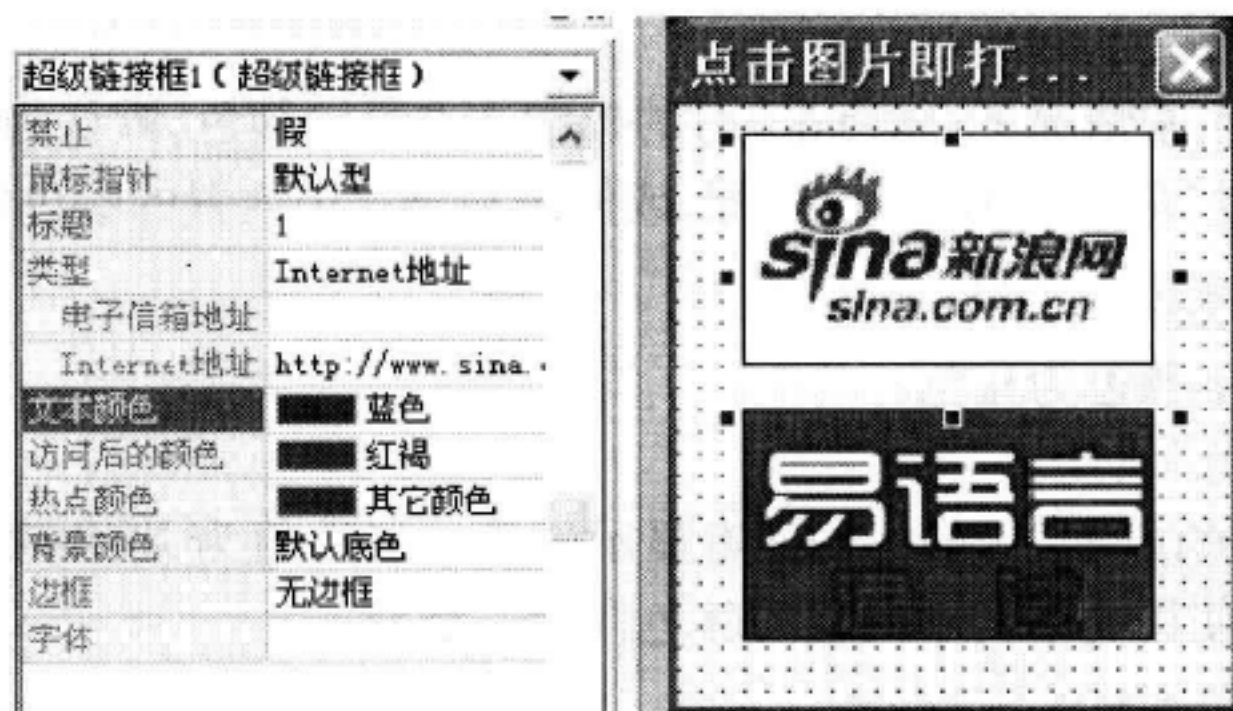 超级链接框1（超级链接框）
禁止 假
鼠标指针 默认型
标题 1
类型 Internet地址
电子信箱地址
Internet地址 http://www.sina.
文本颜色 蓝色
访问后的颜色 红褐
热点颜色 其它颜色
背景颜色 默认底色
边框 无边框
字体
点击图片即打...
sina新浪网
sina.com.cn
易语言